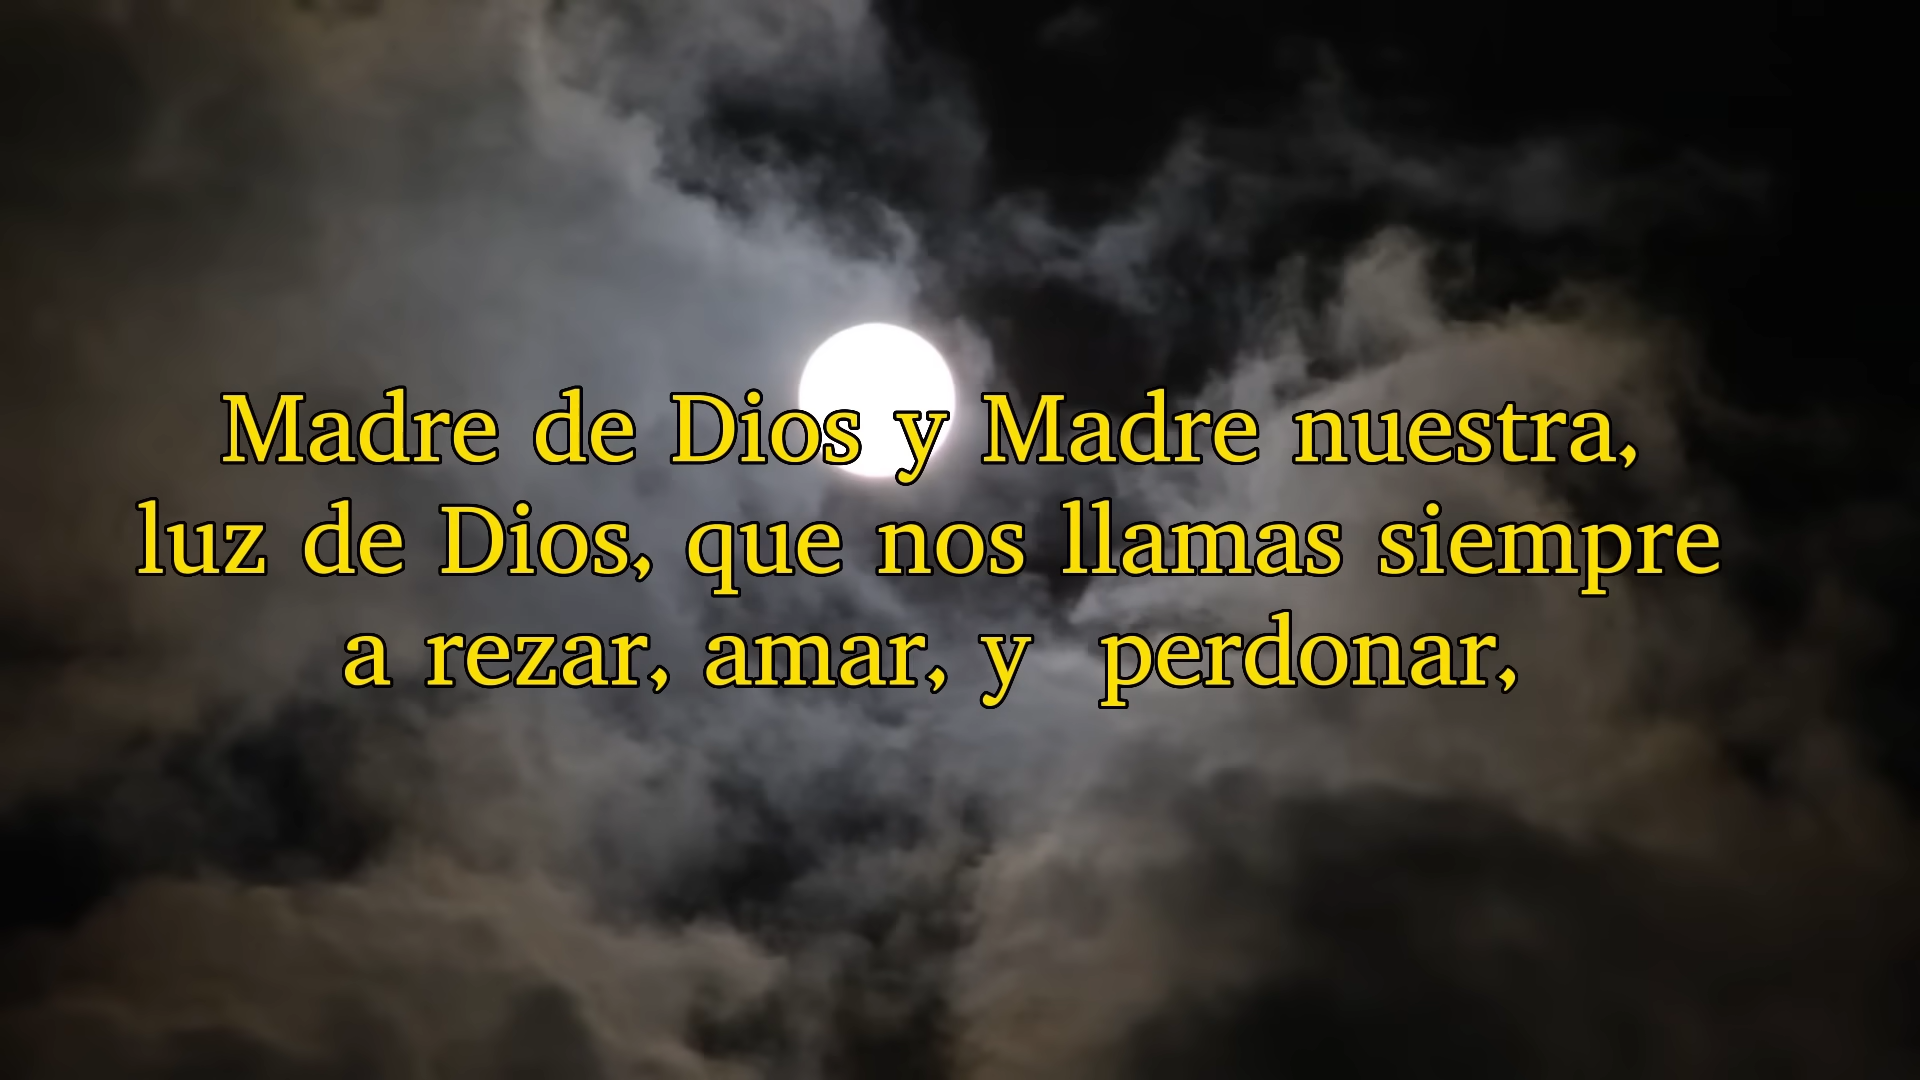 Madre de Dios y Madre nuestra,
luz de Dios, que nos llamas siempre
a rezar, amar, y  perdonar,